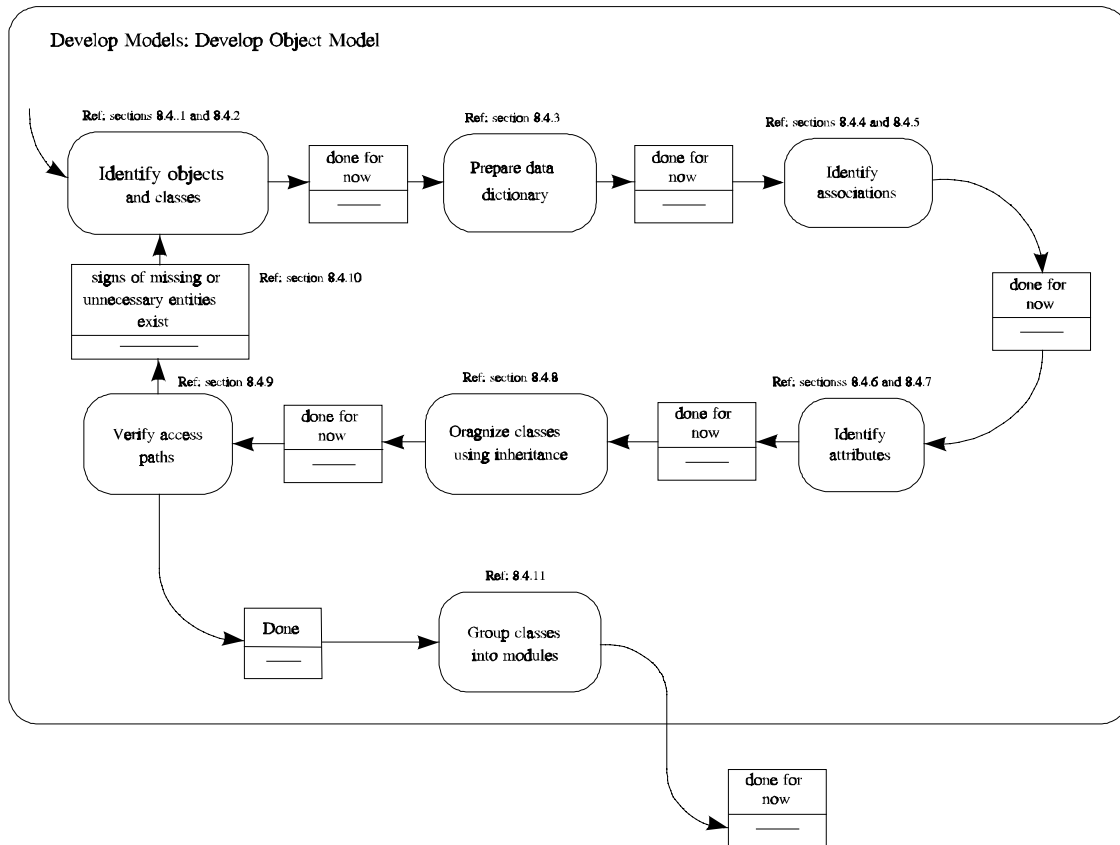 Develop Models: Develop Object Model
Ref: sections 8.4..1 and 8.4.2
Identify objects
and classes
done for
now
Ref: section 8.4.3
Prepare data
dictionary
done for
now
Ref: sections 8.4.4 and 8.4.5
Identify
associations
done for
now
signs of missing or
unnecessary entities
exist
Ref: section 8.4.10
Ref: section 8.4.9
Verify access
paths
done for
now
Ref: section 8.4.8
Oragnize classes
using inheritance
done for
now
Ref: sectionss 8.4.6 and 8.4.7
Identify
attributes
Done
Ref: 8.4.11
Group classes
into modules
done for
now